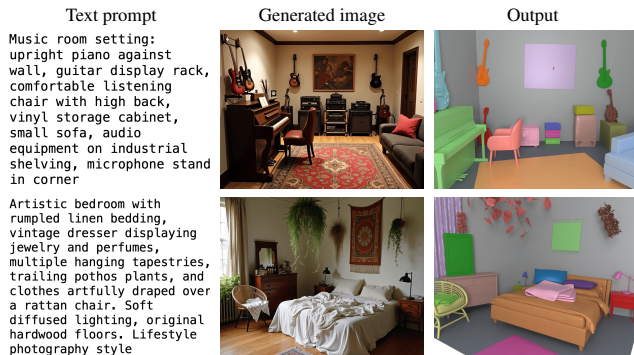 Text prompt
Generated image
Output
Music room setting:
upright piano against
wall, guitar display rack,
comfortable listening
chair with high back,
vinyl storage cabinet,
small sofa, audio
equipment on industrial
shelving, microphone stand
in corner
Artistic bedroom with
rumpled linen bedding,
vintage dresser displaying
jewelry and perfumes,
multiple hanging tapestries,
trailing pothos plants, and
clothes artfully draped over
a rattan chair. Soft
diffused lighting, original
hardwood floors. Lifestyle
photography style